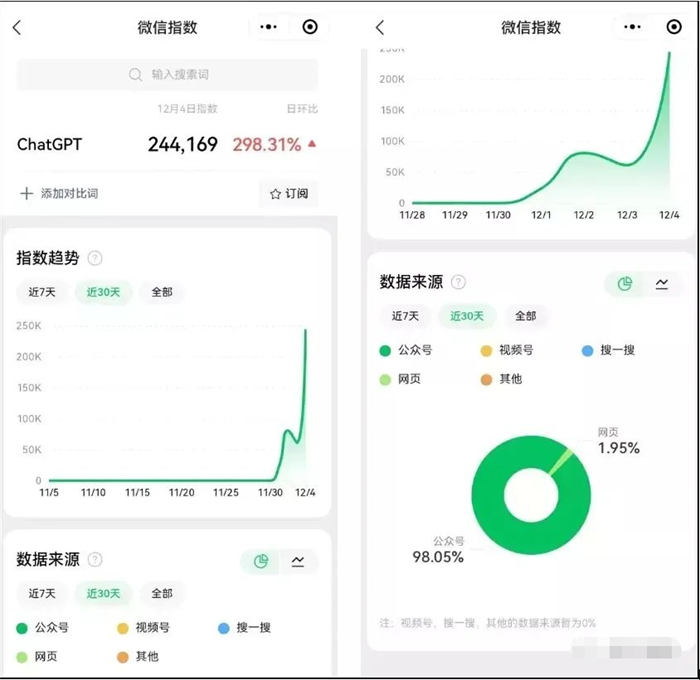 微信指数
输入搜索词
12月4日指数 日环比
ChatGPT 244,169 298.31%
添加对比词 订阅
指数趋势 ?
近7天 近30天 全部
250K
200K
150K
100K
50K
0
11/5 11/10 11/15 11/20 11/25 11/30 12/4
数据来源 ?
近7天 近30天 全部
公众号 视频号 搜一搜
网页 其他
微信指数
250K
200K
150K
100K
50K
0
11/28 11/29 11/30 12/1 12/2 12/3 12/4
数据来源 ?
近7天 近30天 全部
公众号 视频号 搜一搜
网页 其他
网页
1.95%
公众号
98.05%
注：视频号，搜一搜，其他的数据来源暂为0%